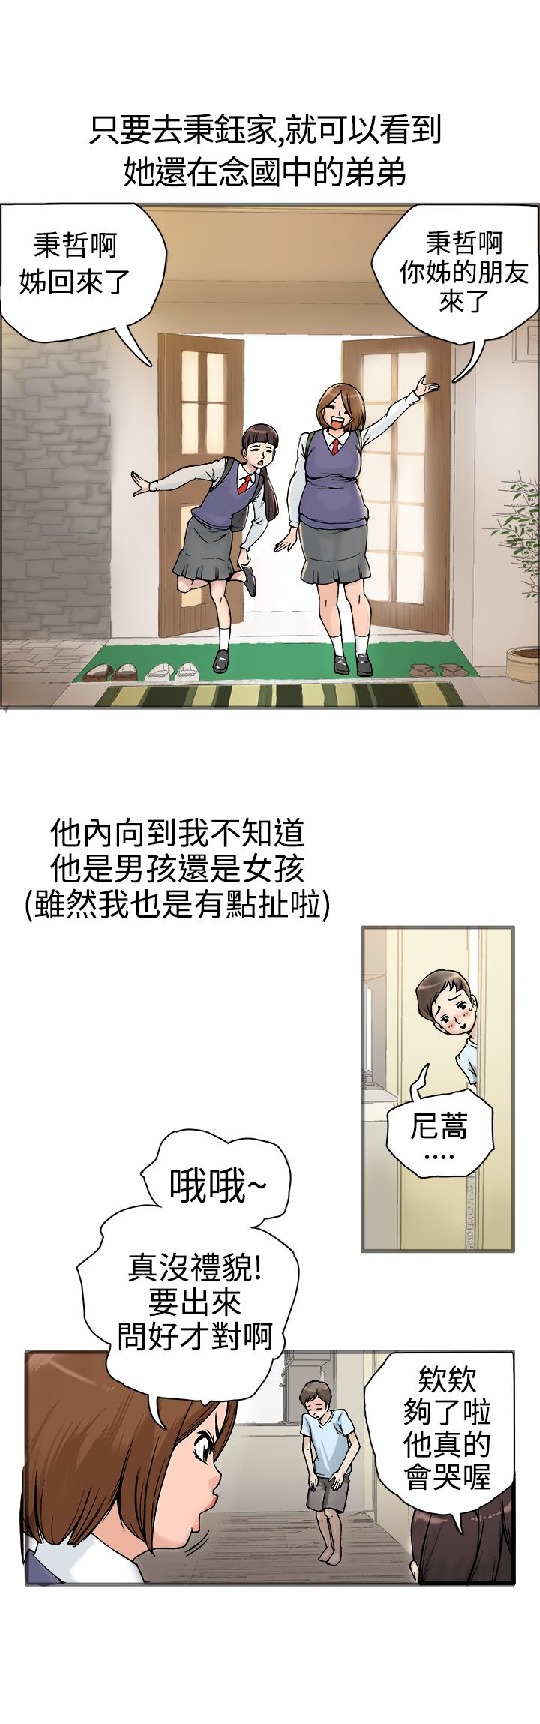 只要去秉鈺家,就可以看到
她還在念國中的弟弟
秉哲啊
姊回來了
秉哲啊
你姊的朋友
來了
他內向到我不知道
他是男孩還是女孩
(雖然我也是有點扯啦)
尼蒿
....
哦哦~
真沒禮貌!
要出來
問好才對啊
欸欸
夠了啦
他真的
會哭喔